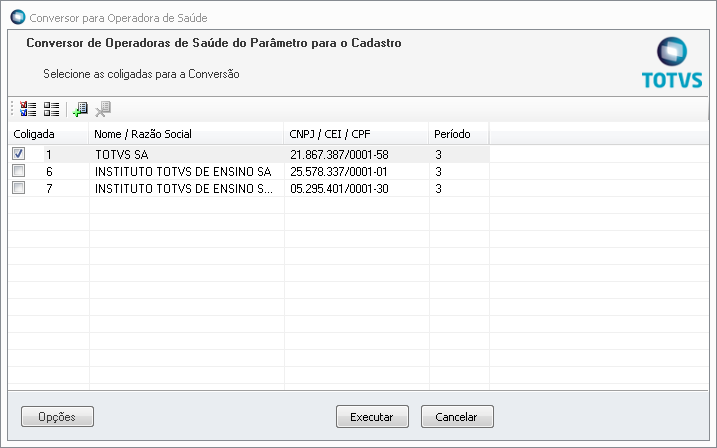 Conversor para Operadora de Saúde
Conversor de Operadoras de Saúde do Parâmetro para o Cadastro
Selecione as coligadas para a Conversão
TOTVS
Coligada Nome / Razão Social CNPJ / CEI / CPF Período
1 TOTVS SA 21.867.387/0001-58 3
6 INSTITUTO TOTVS DE ENSINO SA 25.578.337/0001-01 3
7 INSTITUTO TOTVS DE ENSINO S... 05.295.401/0001-30 3
Opções Executar Cancelar